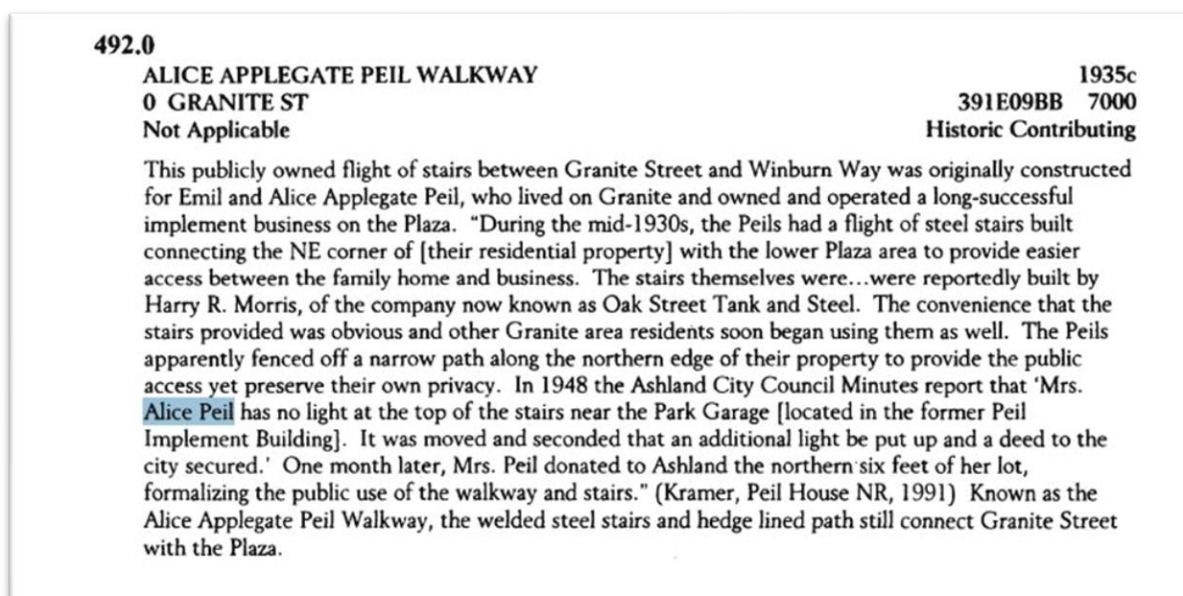 492.0
ALICE APPLEGATE PEIL WALKWAY 1935c
0 GRANITE ST 391E09BB 7000
Not Applicable Historic Contributing
This publicly owned flight of stairs between Granite Street and Winburn Way was originally constructed
for Emil and Alice Applegate Peil, who lived on Granite and owned and operated a long-successful
implement business on the Plaza. "During the mid-1930s, the Peils had a flight of steel stairs built
connecting the NE corner of [their residential property] with the lower Plaza area to provide easier
access between the family home and business. The stairs themselves were...were reportedly built by
Harry R. Morris, of the company now known as Oak Street Tank and Steel. The convenience that the
stairs provided was obvious and other Granite area residents soon began using them as well. The Peils
apparently fenced off a narrow path along the northern edge of their property to provide the public
access yet preserve their own privacy. In 1948 the Ashland City Council Minutes report that 'Mrs.
Alice Peil has no light at the top of the stairs near the Park Garage [located in the former Peil
Implement Building]. It was moved and seconded that an additional light be put up and a deed to the
city secured.' One month later, Mrs. Peil donated to Ashland the northern six feet of her lot,
formalizing the public use of the walkway and stairs." (Kramer, Peil House NR, 1991) Known as the
Alice Applegate Peil Walkway, the welded steel stairs and hedge lined path still connect Granite Street
with the Plaza.